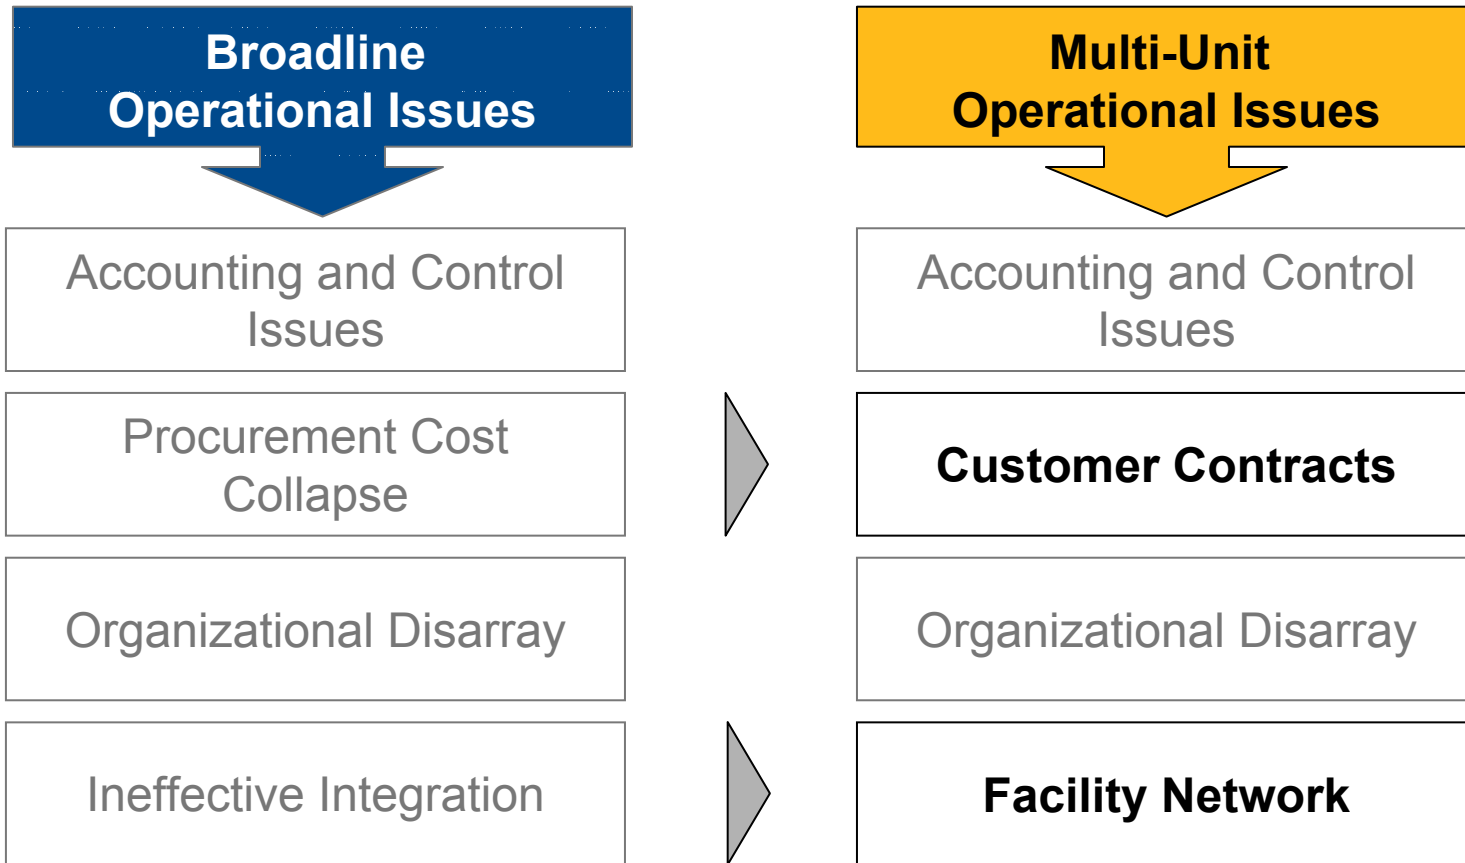 Broadline
Operational Issues
Multi-Unit
Operational Issues
Accounting and Control
Issues
Accounting and Control
Issues
Procurement Cost
Collapse
Customer Contracts
Organizational Disarray
Organizational Disarray
Ineffective Integration
Facility Network